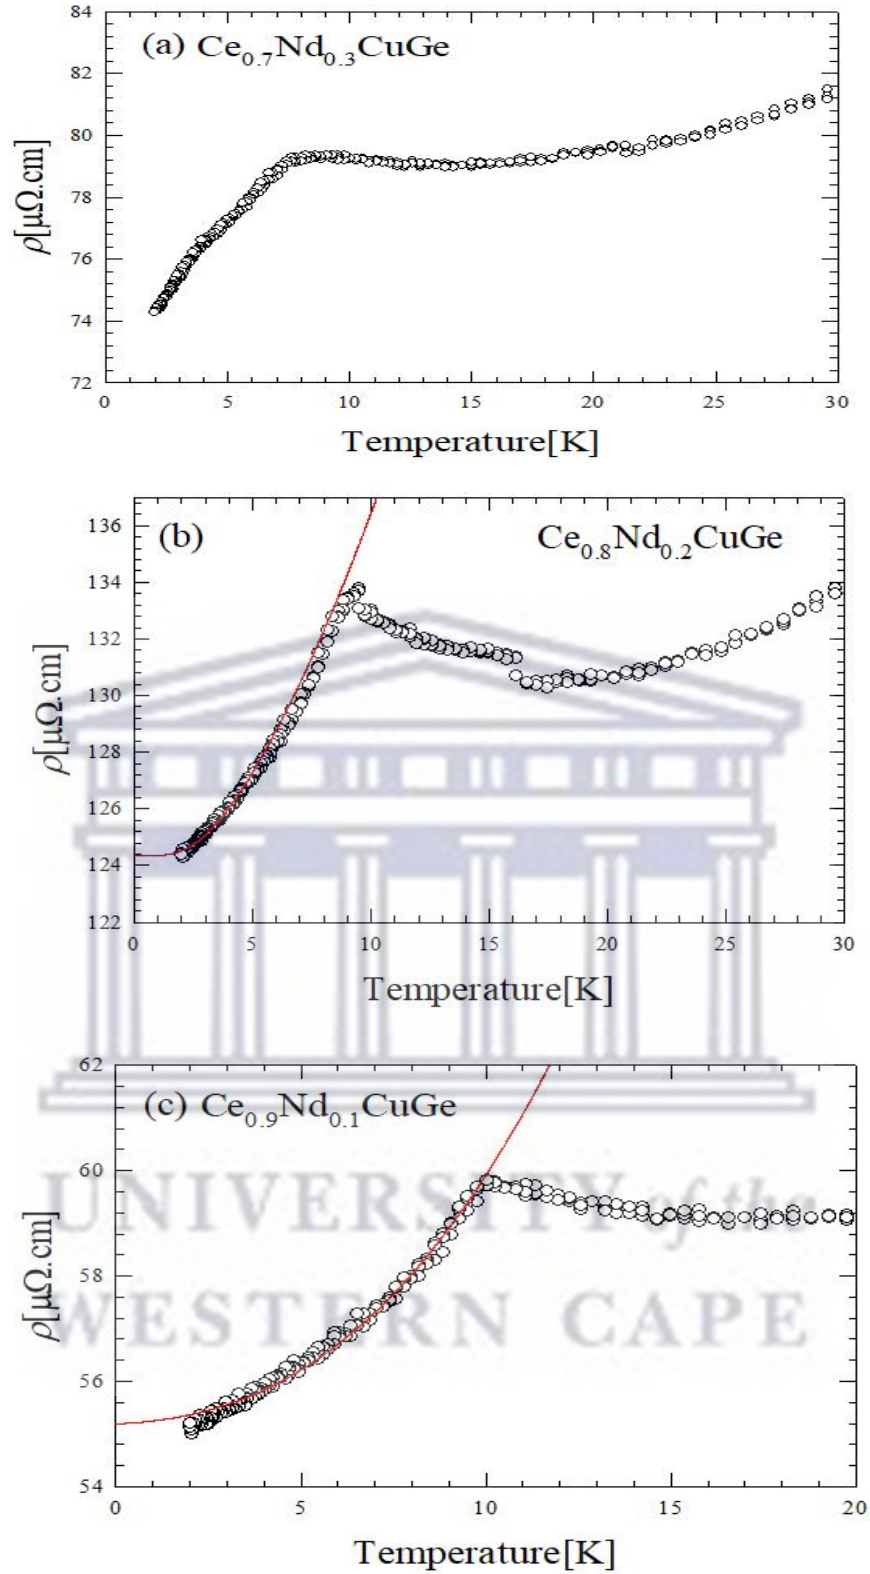 84
(a) Ce0.7Nd0.3CuGe
82
80
78
76
74
72
ρ[μΩ.cm]
0 5 10 15 20 25 30
Temperature[K]
136
(b) Ce0.8Nd0.2CuGe
134
132
130
128
126
124
122
ρ[μΩ.cm]
0 5 10 15 20 25 30
Temperature[K]
62
(c) Ce0.9Nd0.1CuGe
60
58
56
54
ρ[μΩ.cm]
UNIVERSITY of the
WESTERN CAPE
0 5 10 15 20
Temperature[K]